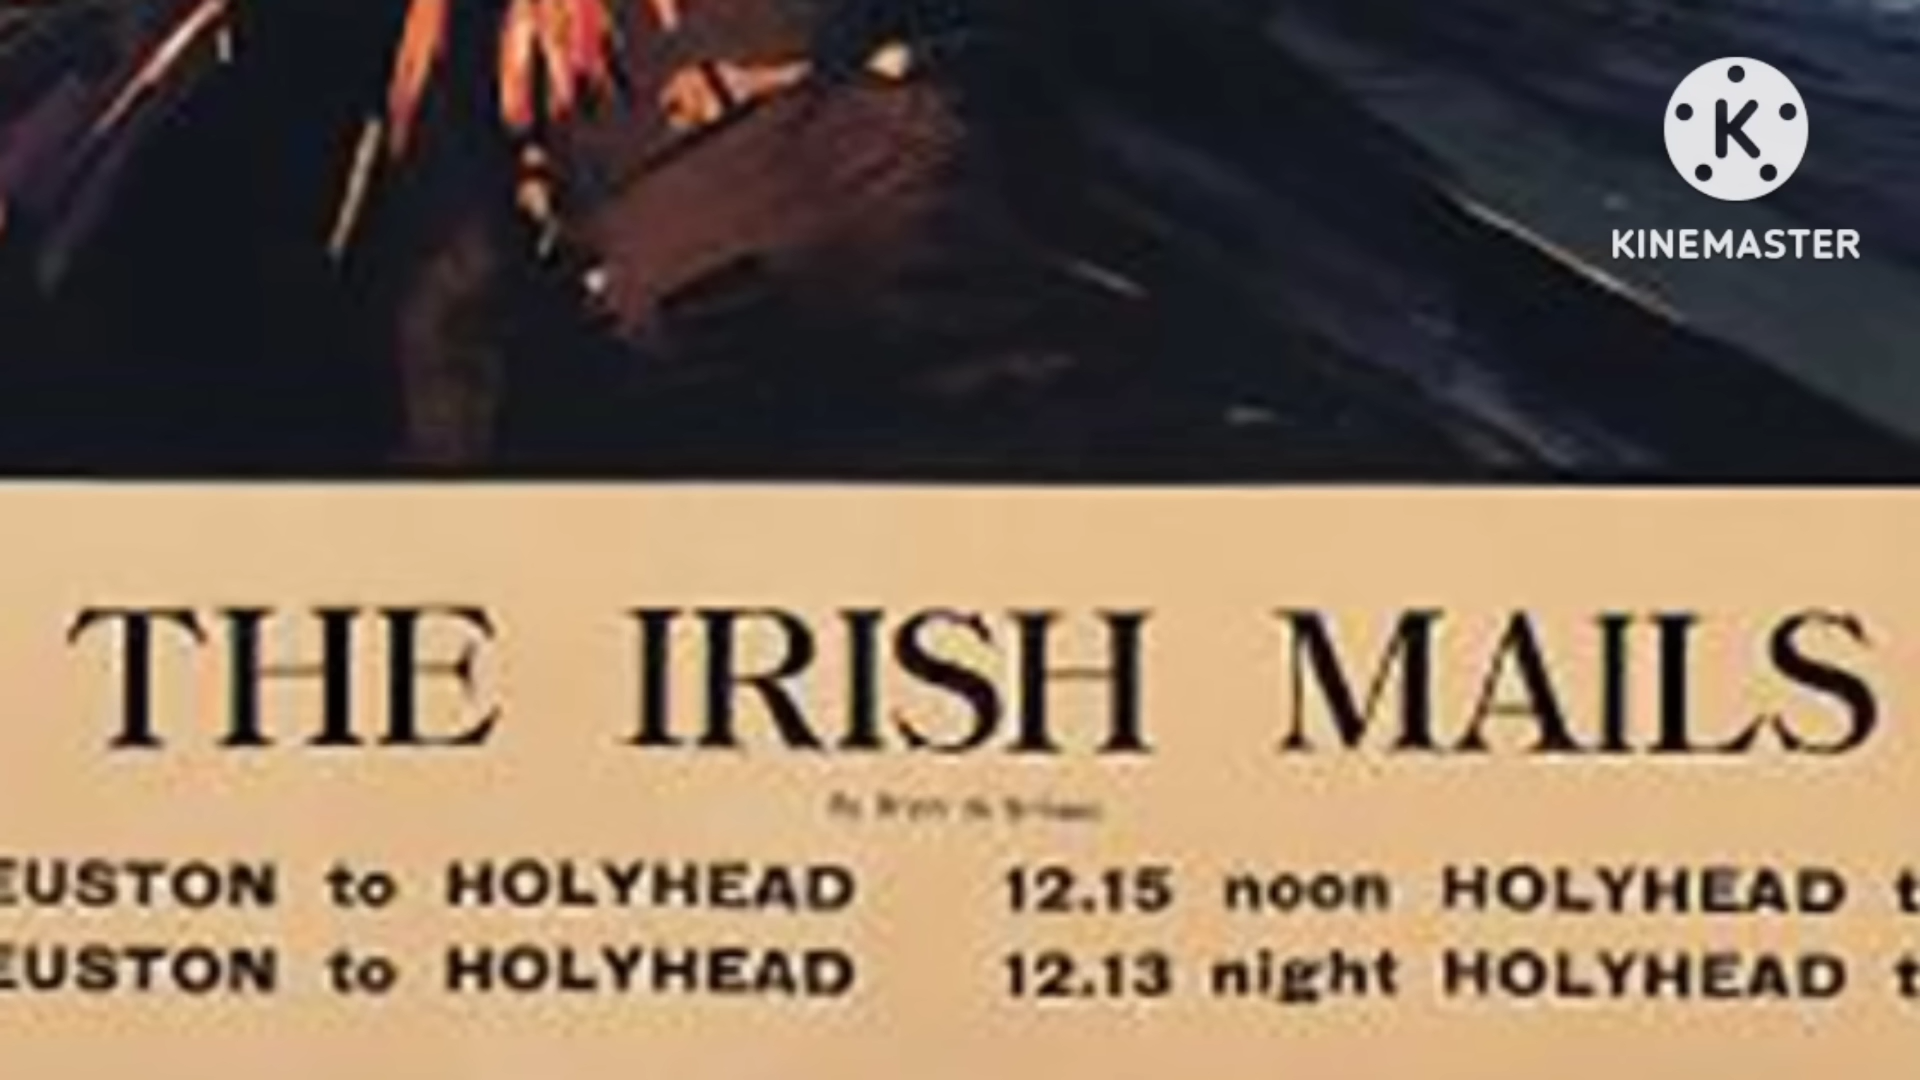 K
KINEMASTER
THE IRISH MAILS
EUSTON to HOLYHEAD 12.15 noon HOLYHEAD t
EUSTON to HOLYHEAD 12.13 night HOLYHEAD t